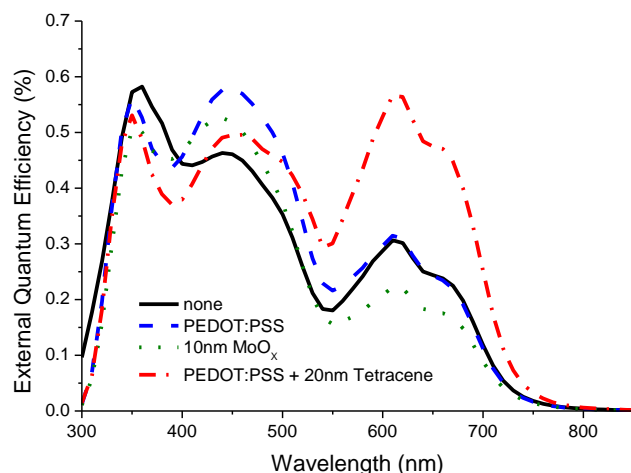 0.7
0.6
0.5
0.4
0.3
0.2
0.1
0.0
External Quantum Efficiency (%)
none
PEDOT:PSS
10nm MoOₓ
PEDOT:PSS + 20nm Tetracene
300 400 500 600 700 800
Wavelength (nm)